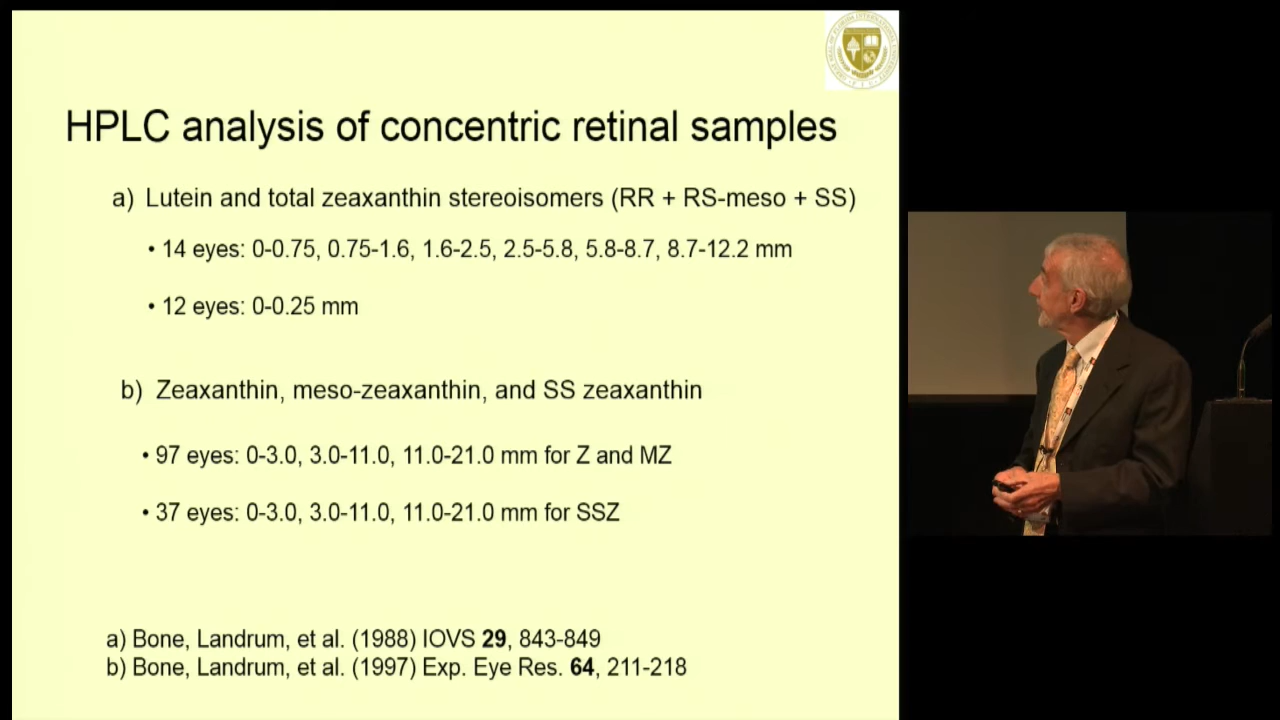 HPLC analysis of concentric retinal samples
a) Lutein and total zeaxanthin stereoisomers (RR + RS-meso + SS)
• 14 eyes: 0-0.75, 0.75-1.6, 1.6-2.5, 2.5-5.8, 5.8-8.7, 8.7-12.2 mm
• 12 eyes: 0-0.25 mm
b) Zeaxanthin, meso-zeaxanthin, and SS zeaxanthin
• 97 eyes: 0-3.0, 3.0-11.0, 11.0-21.0 mm for Z and MZ
• 37 eyes: 0-3.0, 3.0-11.0, 11.0-21.0 mm for SSZ
a) Bone, Landrum, et al. (1988) IOVS 29, 843-849
b) Bone, Landrum, et al. (1997) Exp. Eye Res. 64, 211-218